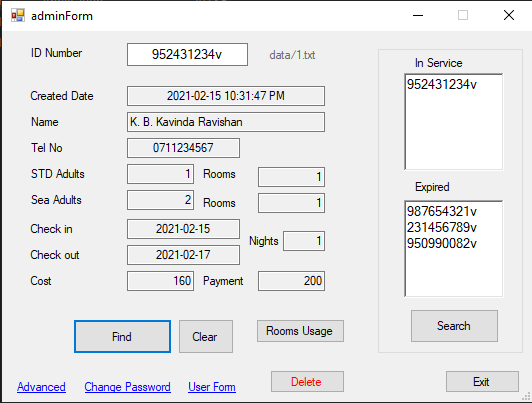 adminForm
ID Number 952431234v data/1.txt
In Service
952431234v
Created Date 2021-02-15 10:31:47 PM
Name K. B. Kavinda Ravishan
Tel No 0711234567
STD Adults 1 Rooms 1
Sea Adults 2 Rooms 1
Check in 2021-02-15
Nights 1
Check out 2021-02-17
Cost 160 Payment 200
Expired
987654321v
231456789v
950990082v
Search
Find Clear Rooms Usage
Advanced Change Password User Form Delete Exit